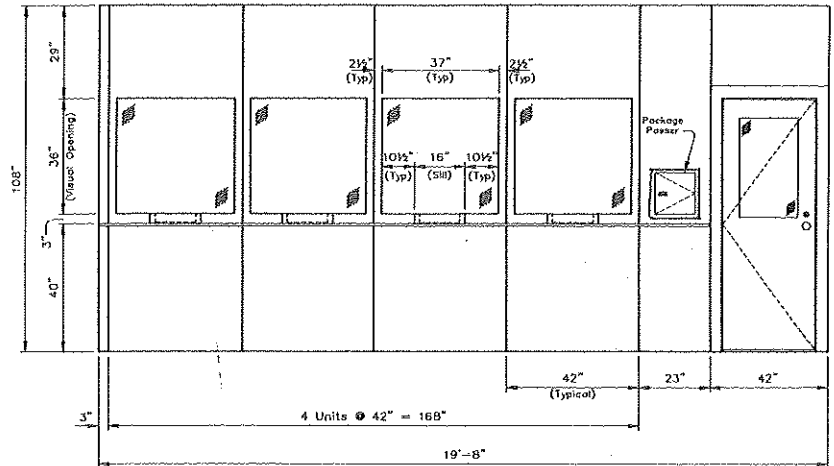 108"
29"
36"
(Visual Opening)
3"
40"
2½"
(Typ)
37"
(Typ)
2½"
(Typ)
10½"
(Typ)
16"
(Sill)
10½"
(Typ)
Package
Passer
42"
(Typical)
23"
42"
3"
4 Units @ 42" = 168"
19'-8"